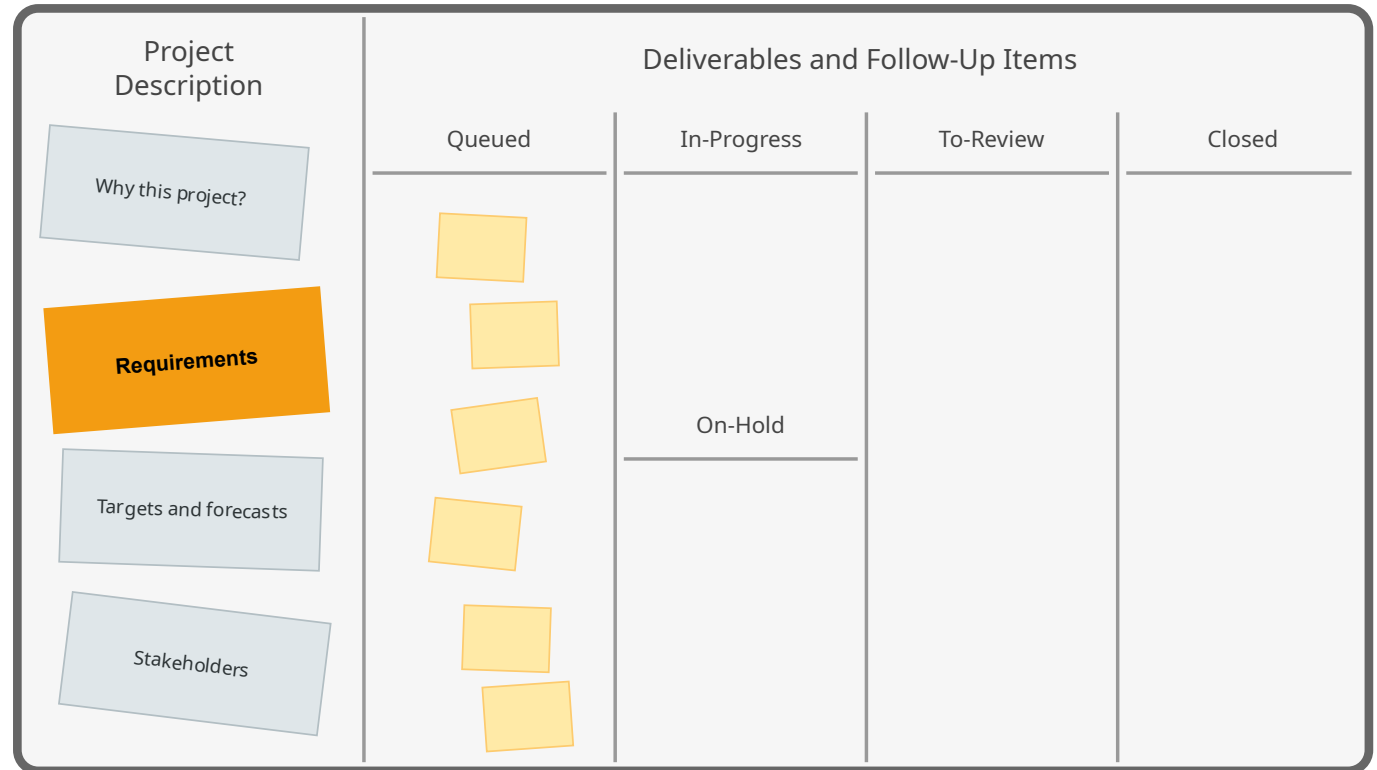 Project
Description
Deliverables and Follow-Up Items
Queued
In-Progress
To-Review
Closed
Why this project?
Requirements
On-Hold
Targets and forecasts
Stakeholders